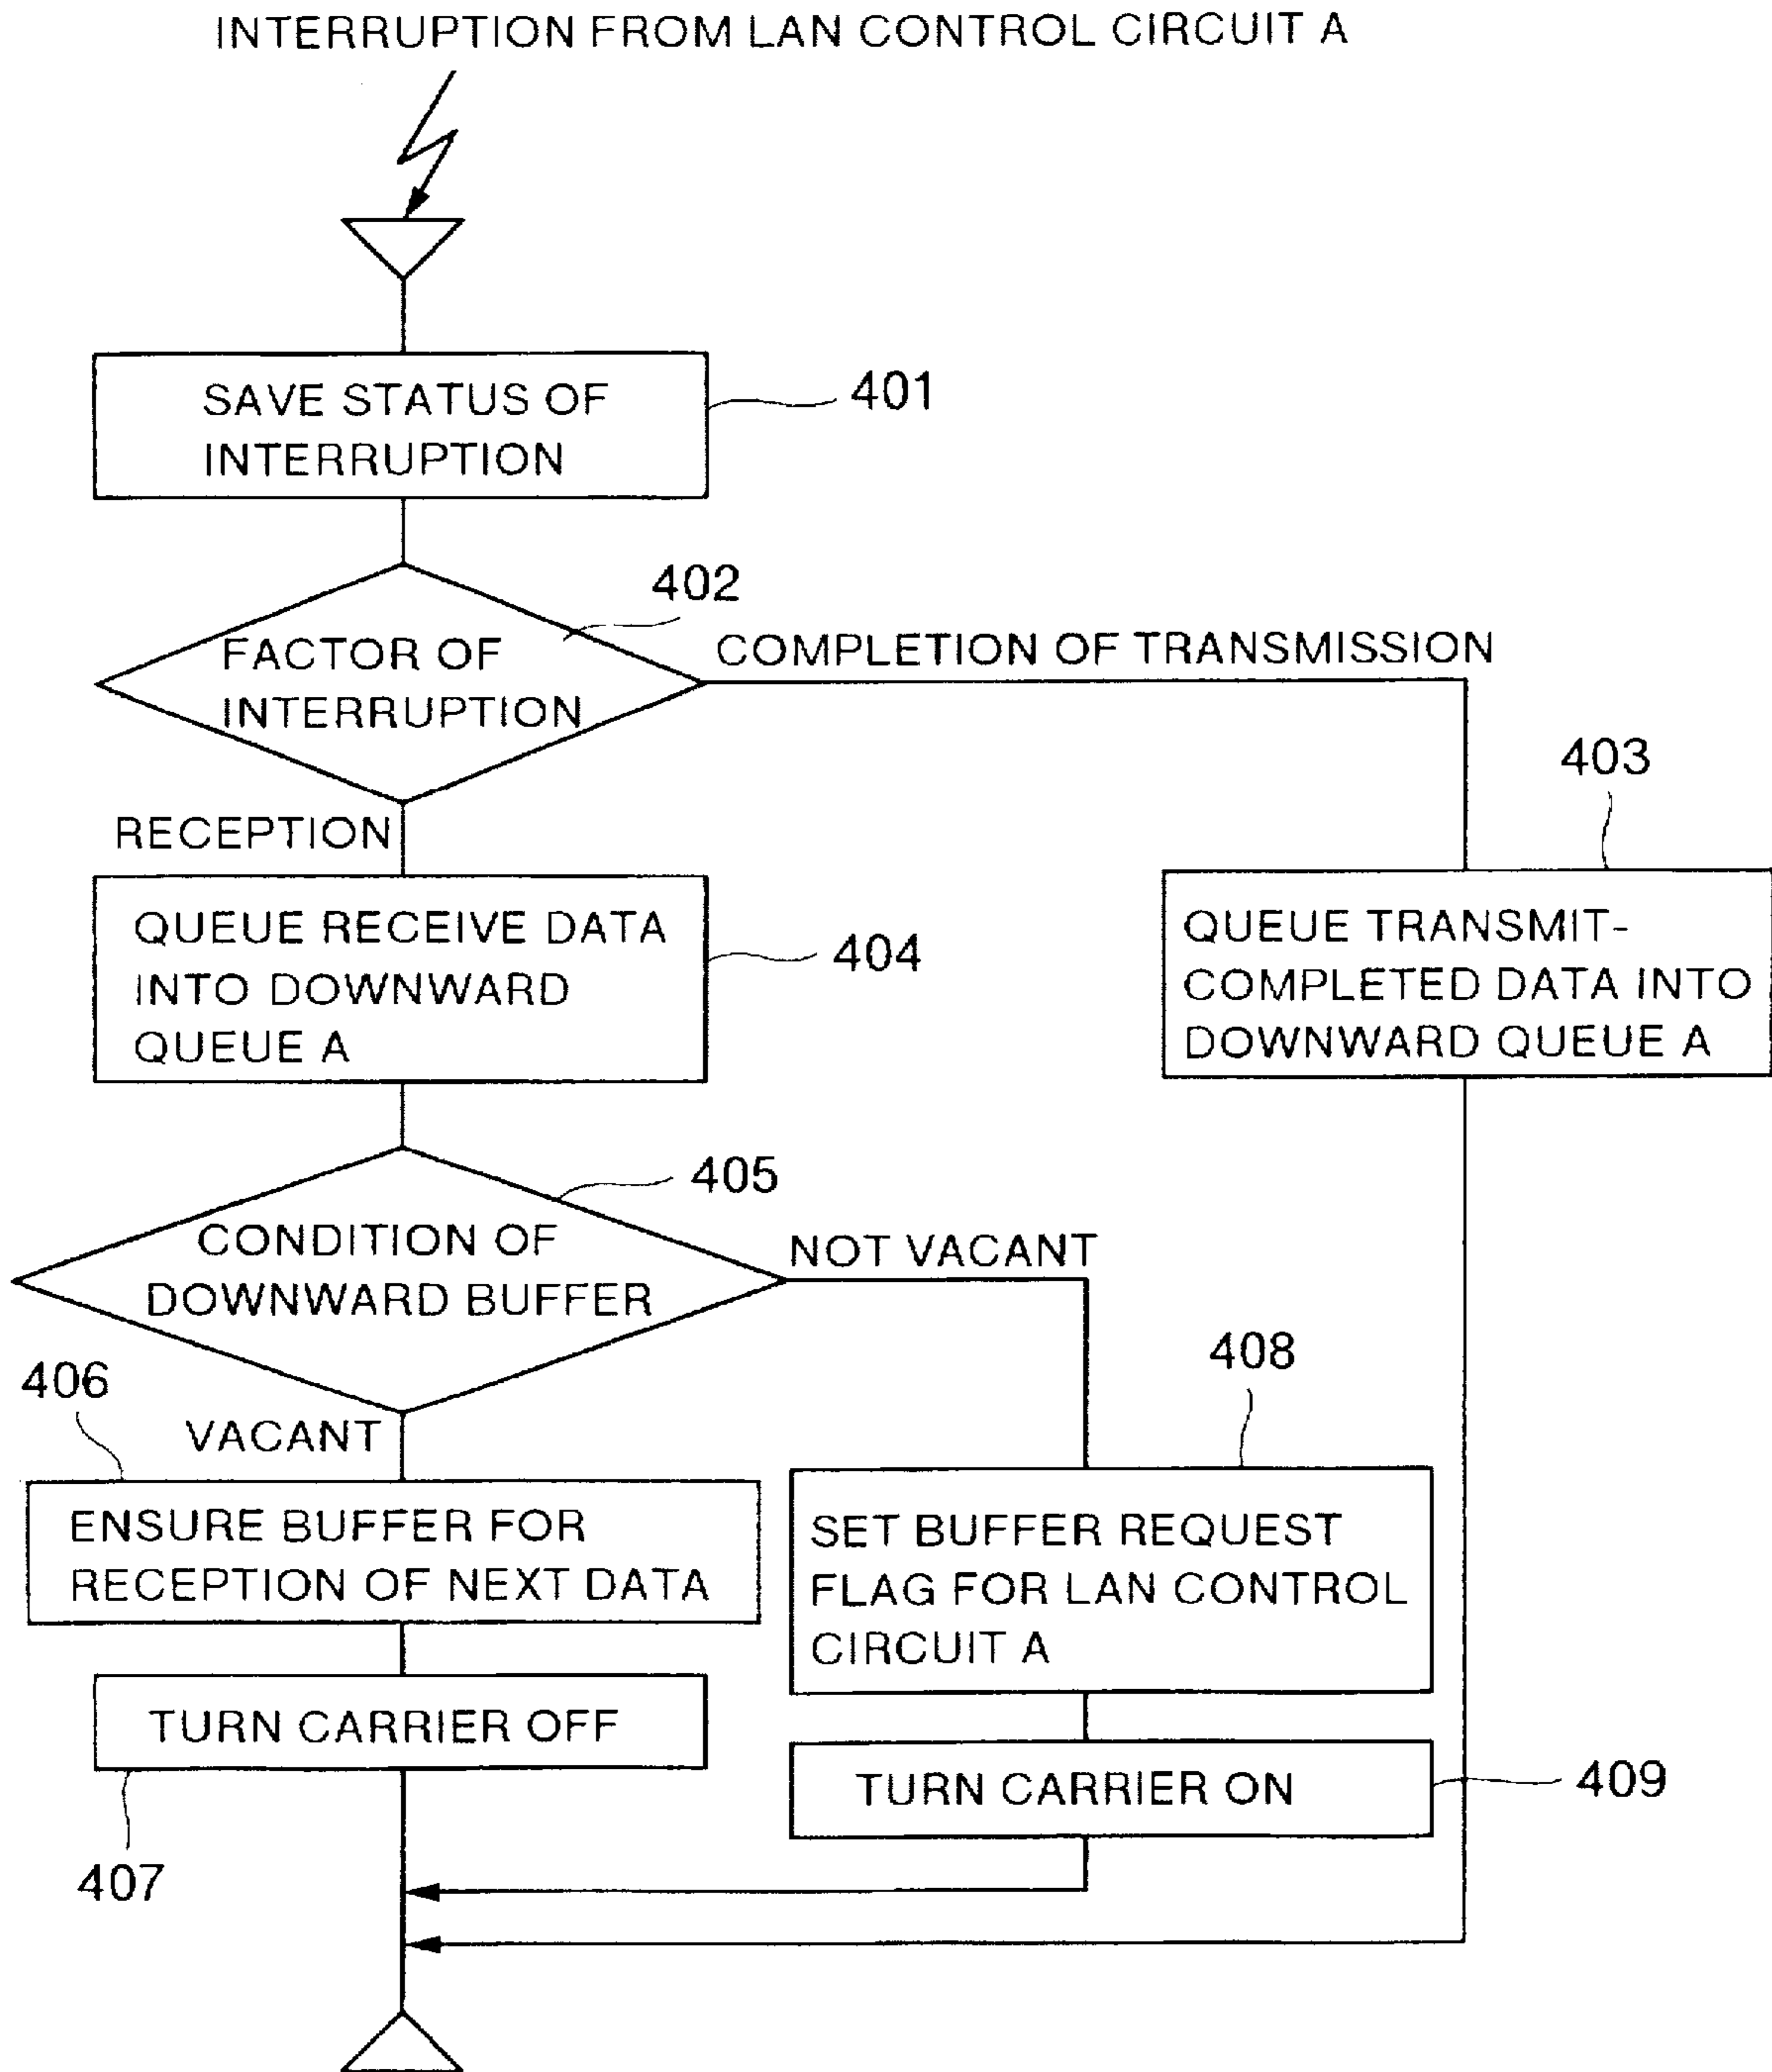 INTERRUPTION FROM LAN CONTROL CIRCUIT A
SAVE STATUS OF
INTERRUPTION
401
402
FACTOR OF
INTERRUPTION
COMPLETION OF TRANSMISSION
403
RECEPTION
QUEUE RECEIVE DATA
INTO DOWNWARD
QUEUE A
404
QUEUE TRANSMIT-
COMPLETED DATA INTO
DOWNWARD QUEUE A
405
CONDITION OF
DOWNWARD BUFFER
NOT VACANT
406
VACANT
408
ENSURE BUFFER FOR
RECEPTION OF NEXT DATA
SET BUFFER REQUEST
FLAG FOR LAN CONTROL
CIRCUIT A
TURN CARRIER OFF
407
TURN CARRIER ON
409